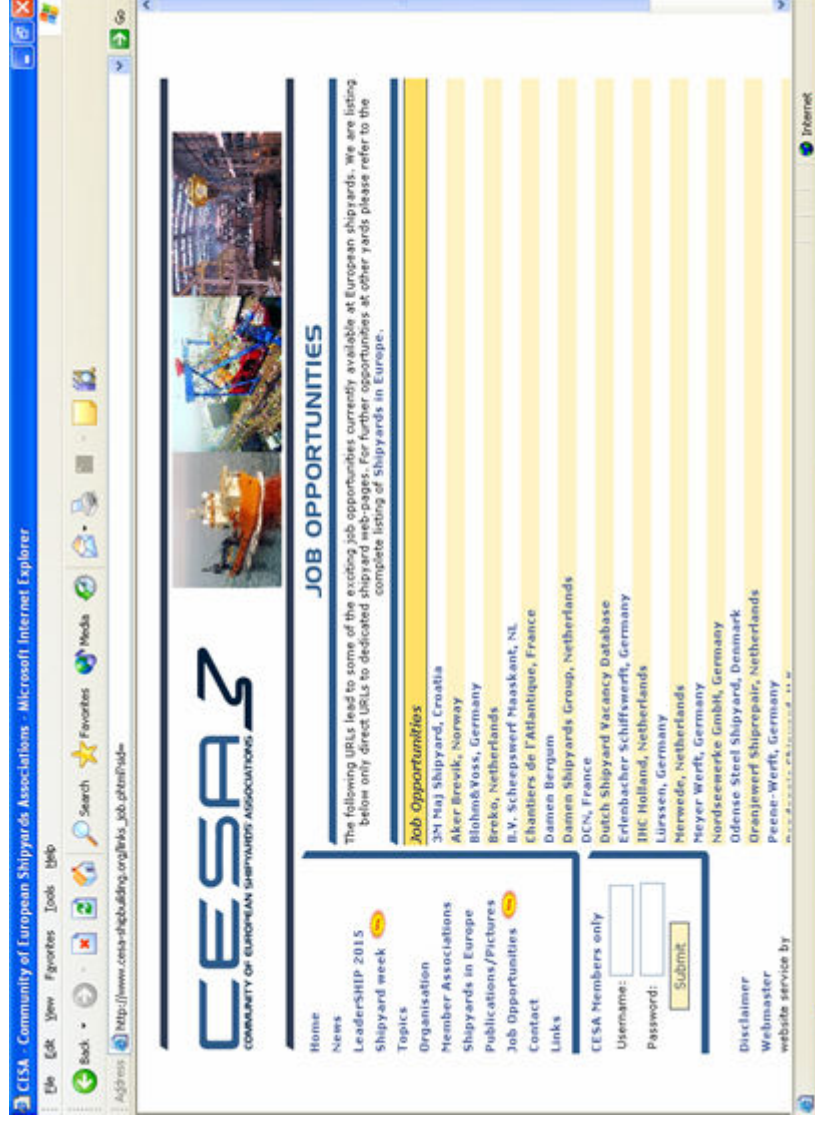 CESA - Community of European Shipyards Associations - Microsoft Internet Explorer
File Edit View Favorites Tools Help
Back Search Favorites Media
Address http://www.cesa-shipbuilding.org/links_job.phtml?sid= Go
CESA
COMMUNITY OF EUROPEAN SHIPYARDS' ASSOCIATIONS
Home
News
LeaderSHIP 2015
Shipyard week
Topics
Organisation
Member Associations
Shipyards in Europe
Publications/Pictures
Job Opportunities
Contact
Links
CESA Members only
Username:
Password:
Submit
Disclaimer
Webmaster
website service by
JOB OPPORTUNITIES
The following URLs lead to some of the exciting job opportunities currently available at European shipyards. We are listing
below only direct URLs to dedicated shipyard web-pages. For further opportunities at other yards please refer to the
complete listing of Shipyards in Europe.
Job Opportunities
3M Maj Shipyard, Croatia
Aker Brevik, Norway
Blohm&Voss, Germany
Breko, Netherlands
B.V. Scheepswerf Maaskant, NL
Chantiers de l'Atlantique, France
Damen Bergum
Damen Shipyards Group, Netherlands
DCN, France
Dutch Shipyard Vacancy Database
Erlenbacher Schiffswerft, Germany
IHC Holland, Netherlands
Lürssen, Germany
Merwede, Netherlands
Meyer Werft, Germany
Nordseewerke GmbH, Germany
Odense Steel Shipyard, Denmark
Oranjewerf Shiprepair, Netherlands
Peene-Werft, Germany
Internet